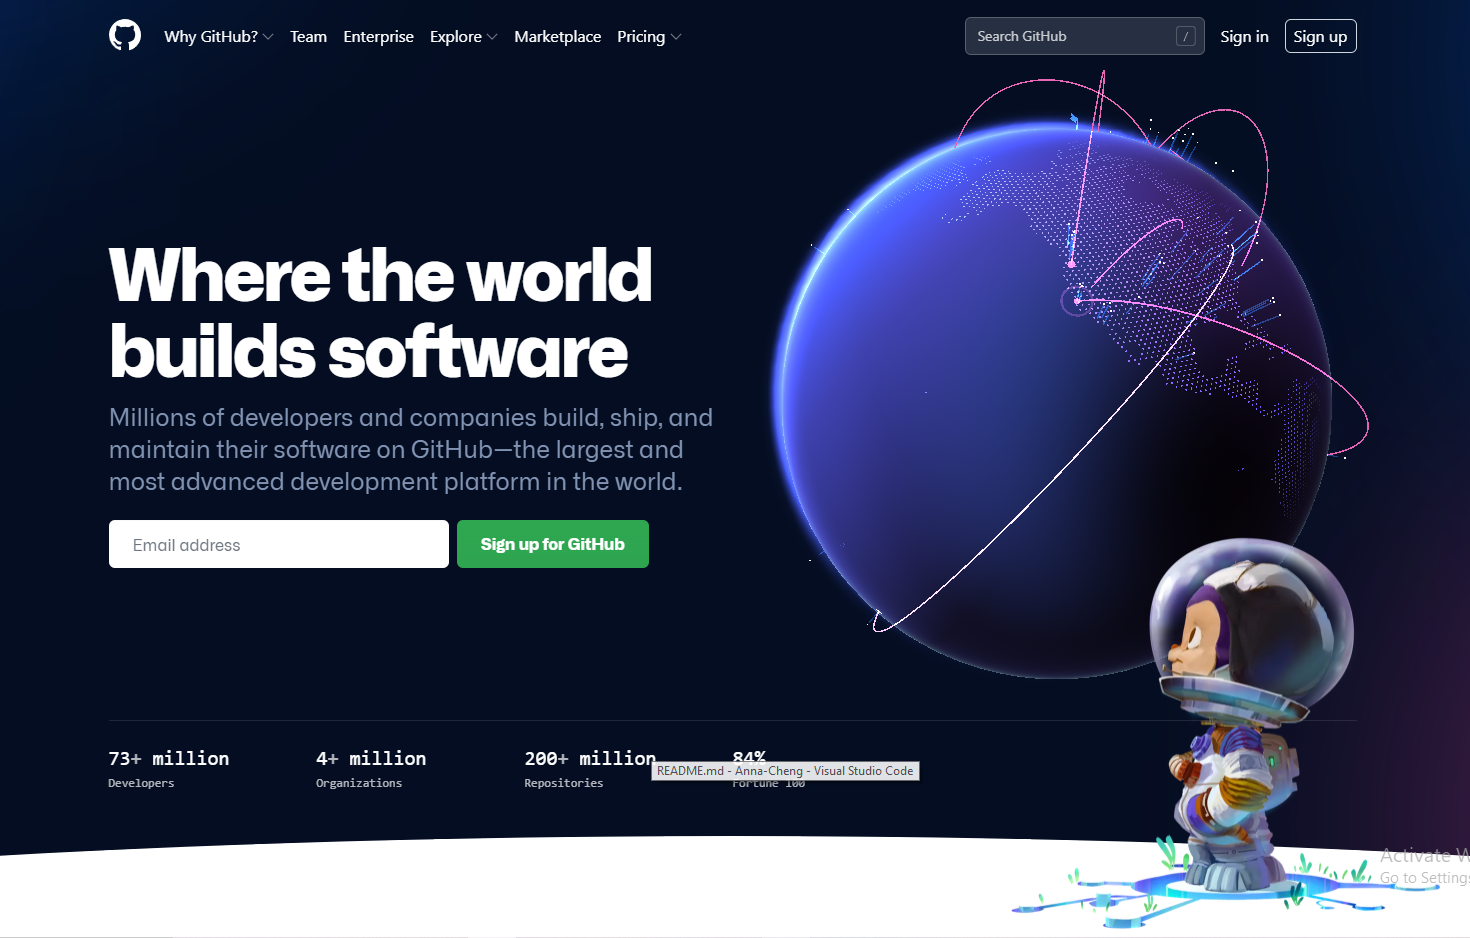 Why GitHub?
Team
Enterprise
Explore
Marketplace
Pricing
Search GitHub
/
Sign in
Sign up
Where the world
builds software
Millions of developers and companies build, ship, and
maintain their software on GitHub—the largest and
most advanced development platform in the world.
Email address
Sign up for GitHub
73+ million
Developers
4+ million
Organizations
200+ million
Repositories
84%
Fortune 100
README.md - Anna-Cheng - Visual Studio Code
Activate W
Go to Settings